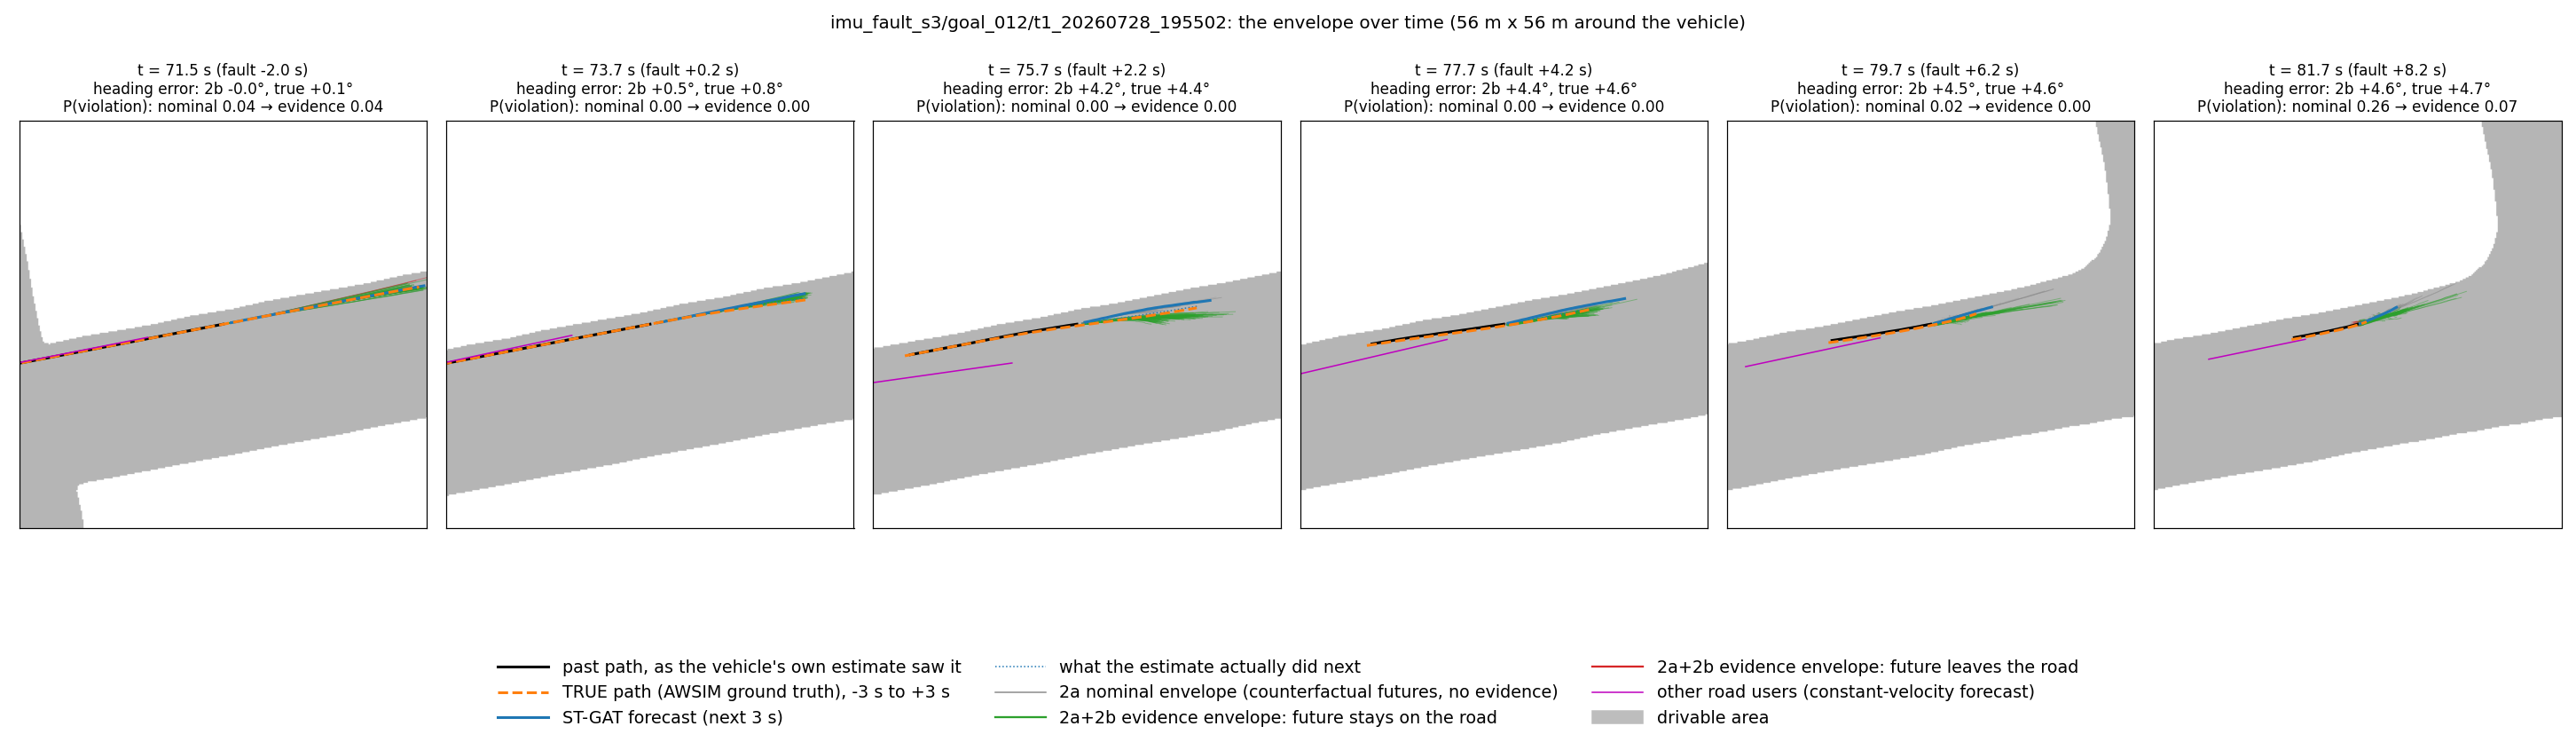 imu_fault_s3/goal_012/t1_20260728_195502: the envelope over time (56 m x 56 m around the vehicle)
t = 71.5 s (fault -2.0 s)
heading error: 2b -0.0°, true +0.1°
P(violation): nominal 0.04 → evidence 0.04
t = 73.7 s (fault +0.2 s)
heading error: 2b +0.5°, true +0.8°
P(violation): nominal 0.00 → evidence 0.00
t = 75.7 s (fault +2.2 s)
heading error: 2b +4.2°, true +4.4°
P(violation): nominal 0.00 → evidence 0.00
t = 77.7 s (fault +4.2 s)
heading error: 2b +4.4°, true +4.6°
P(violation): nominal 0.00 → evidence 0.00
t = 79.7 s (fault +6.2 s)
heading error: 2b +4.5°, true +4.6°
P(violation): nominal 0.02 → evidence 0.00
t = 81.7 s (fault +8.2 s)
heading error: 2b +4.6°, true +4.7°
P(violation): nominal 0.26 → evidence 0.07
past path, as the vehicle's own estimate saw it
TRUE path (AWSIM ground truth), -3 s to +3 s
ST-GAT forecast (next 3 s)
what the estimate actually did next
2a nominal envelope (counterfactual futures, no evidence)
2a+2b evidence envelope: future stays on the road
2a+2b evidence envelope: future leaves the road
other road users (constant-velocity forecast)
drivable area